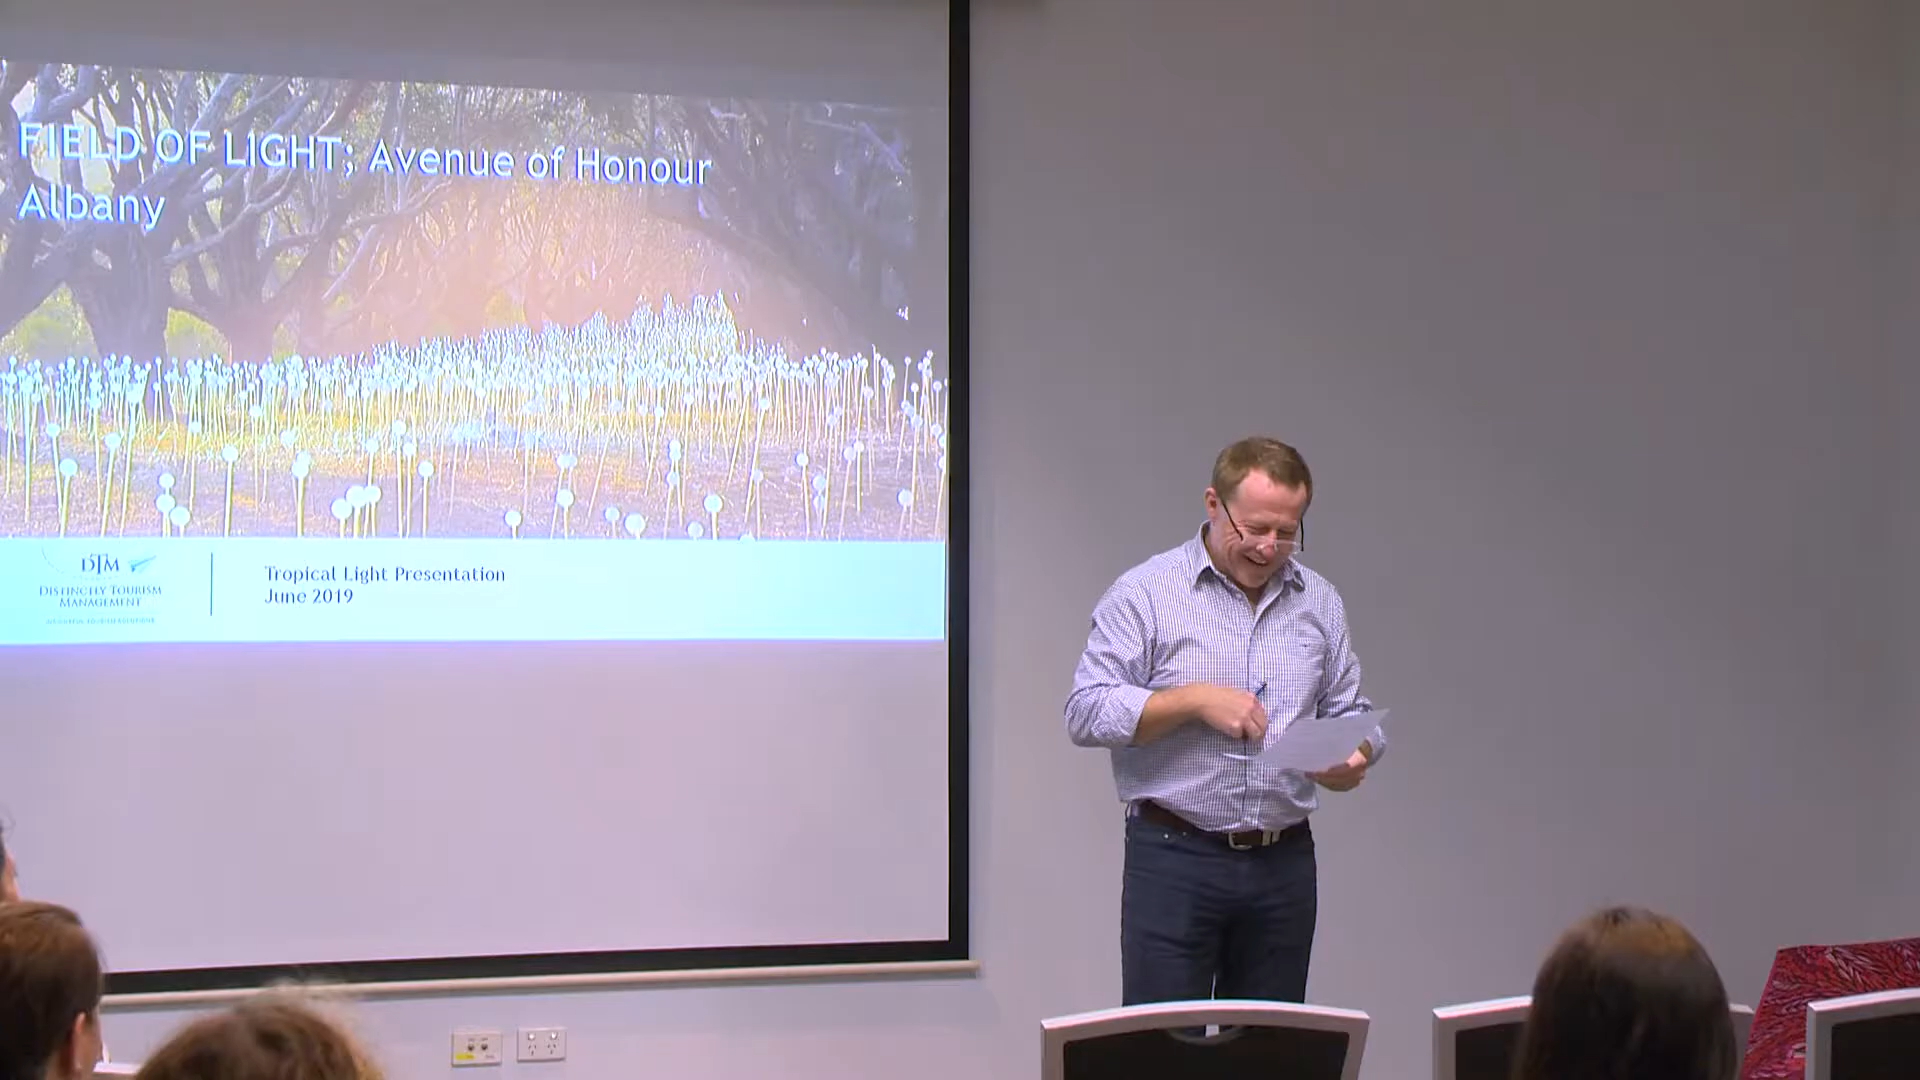 FIELD OF LIGHT; Avenue of Honour
Albany
DTM
DISTINCTLY TOURISM
MANAGEMENT
Tropical Light Presentation
June 2019